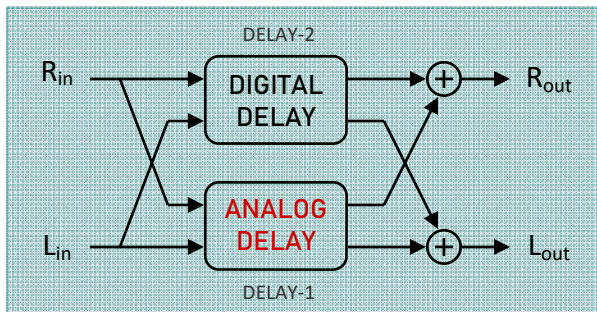 DELAY-2
R_in
DIGITAL
DELAY
+
R_out
L_in
ANALOG
DELAY
+
L_out
DELAY-1